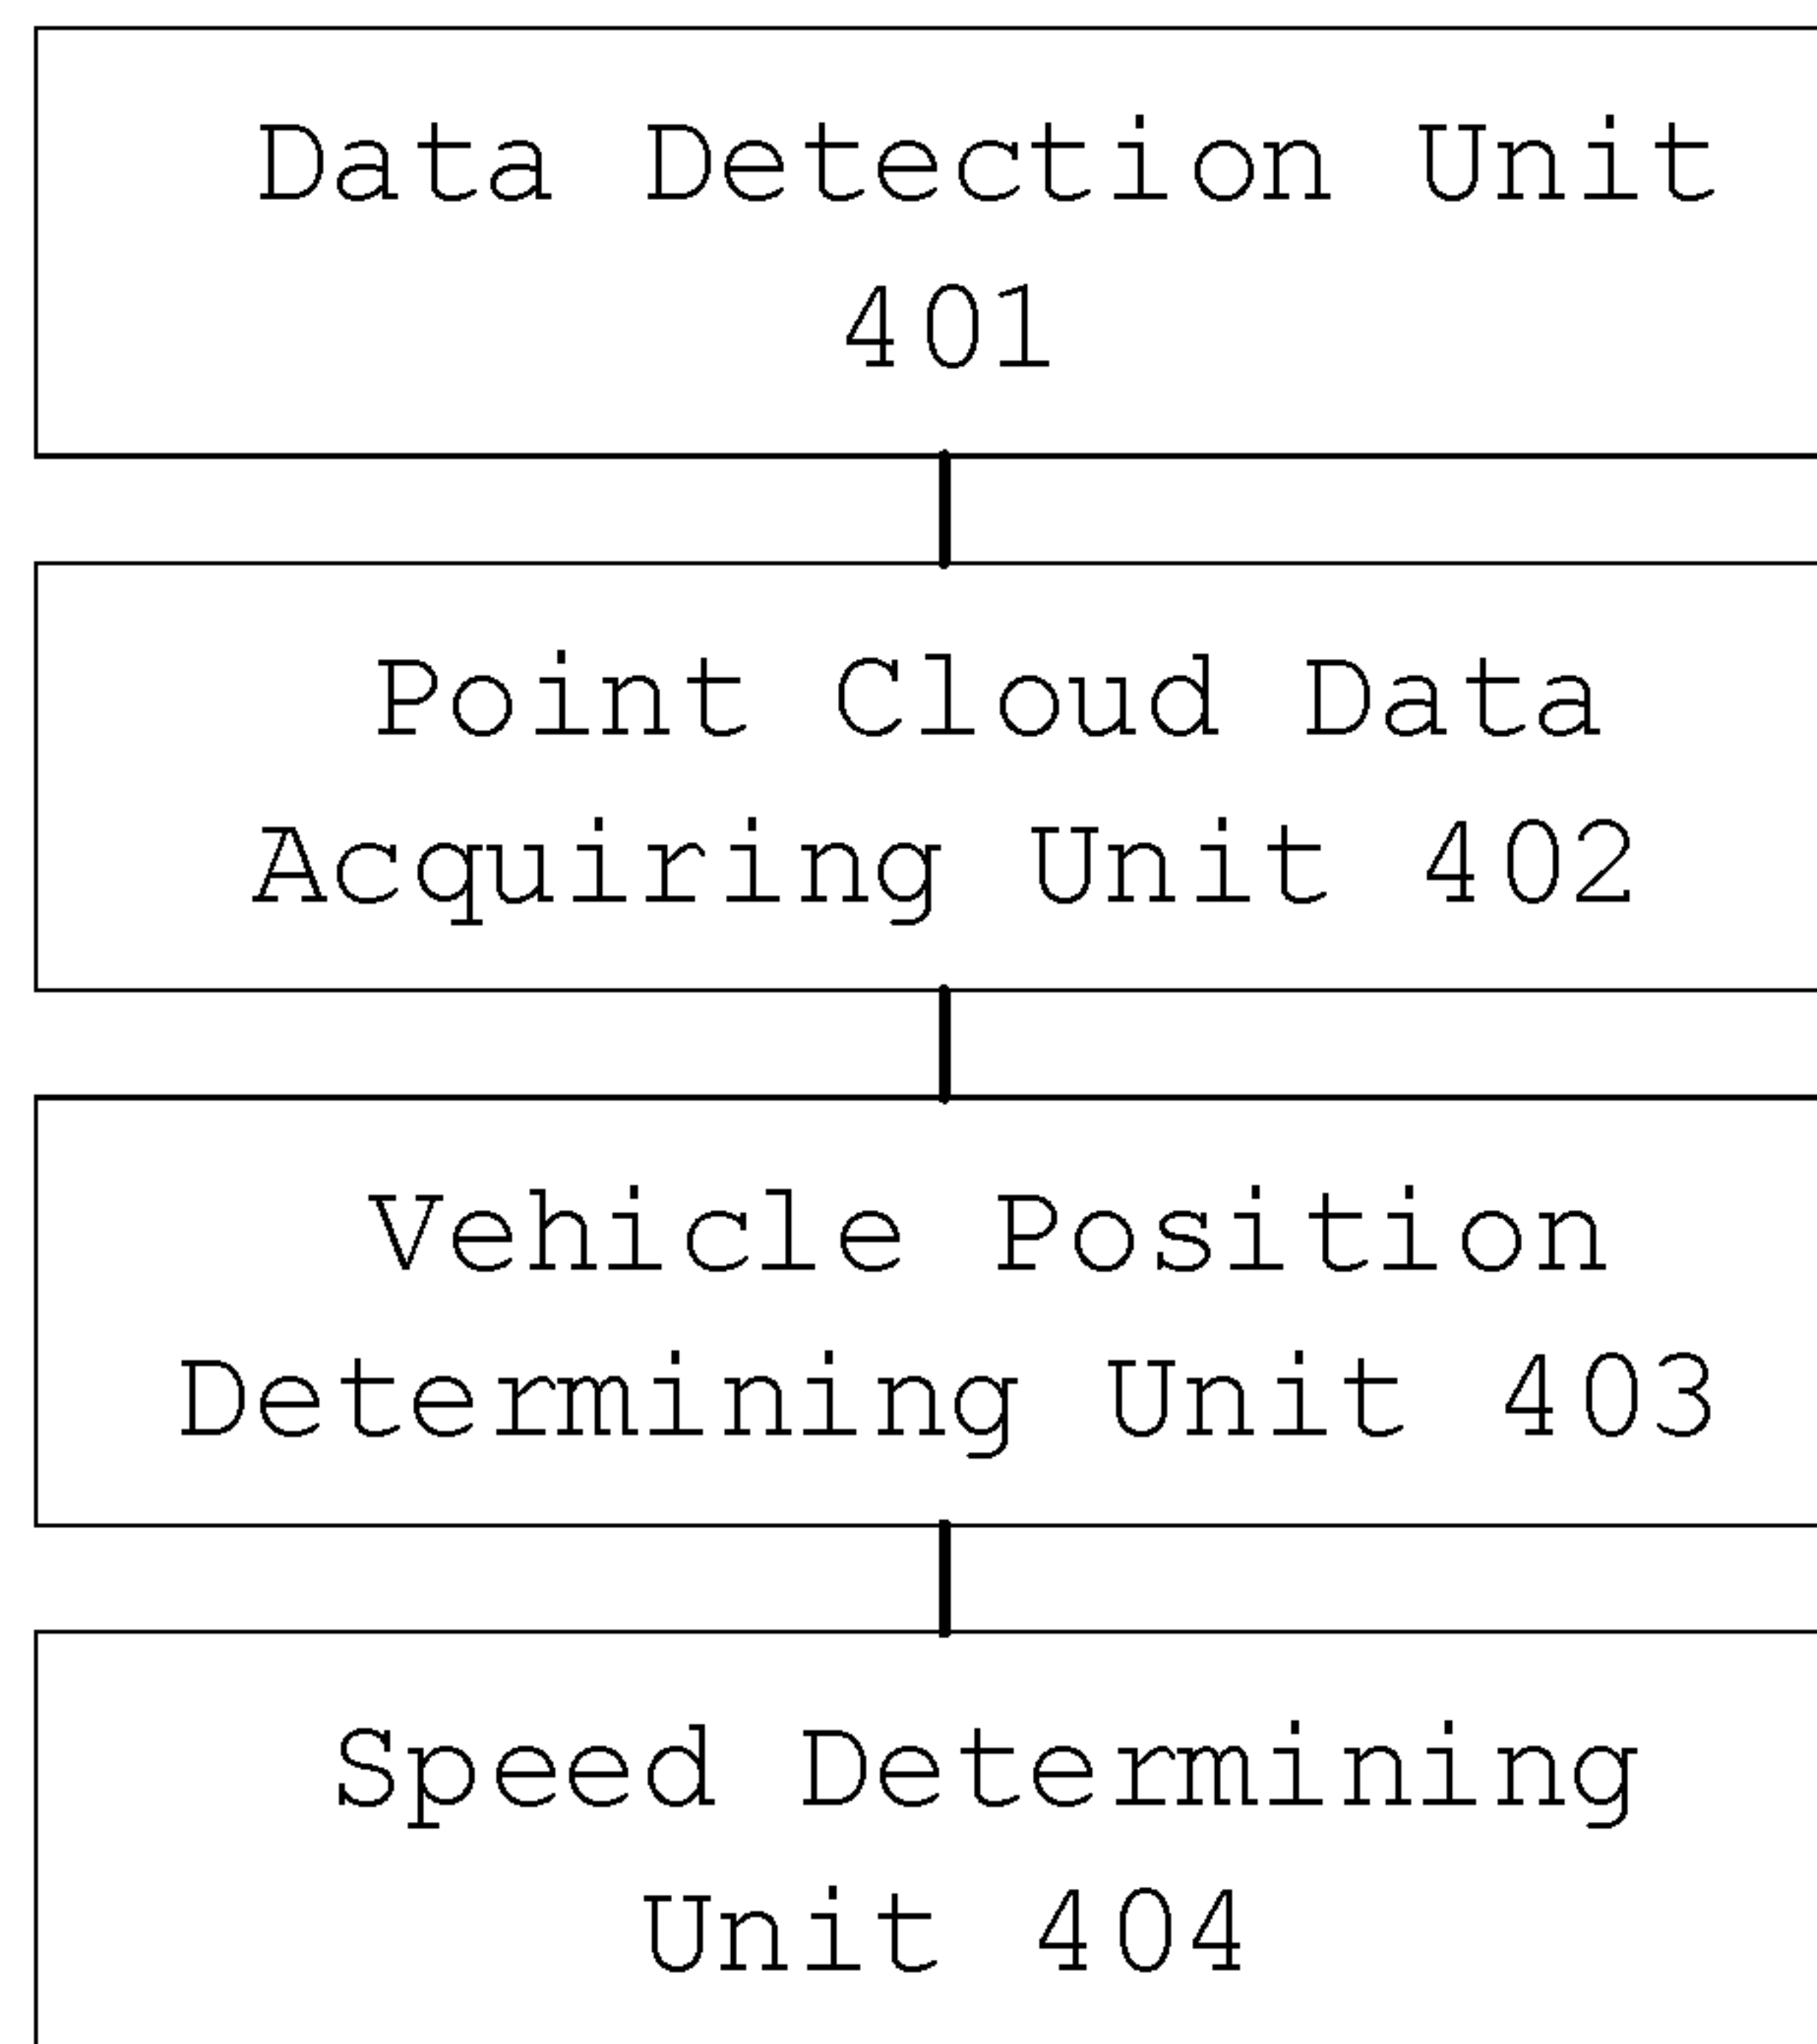 Data Detection Unit
401
Point Cloud Data
Acquiring Unit 402
Vehicle Position
Determining Unit 403
Speed Determining
Unit 404